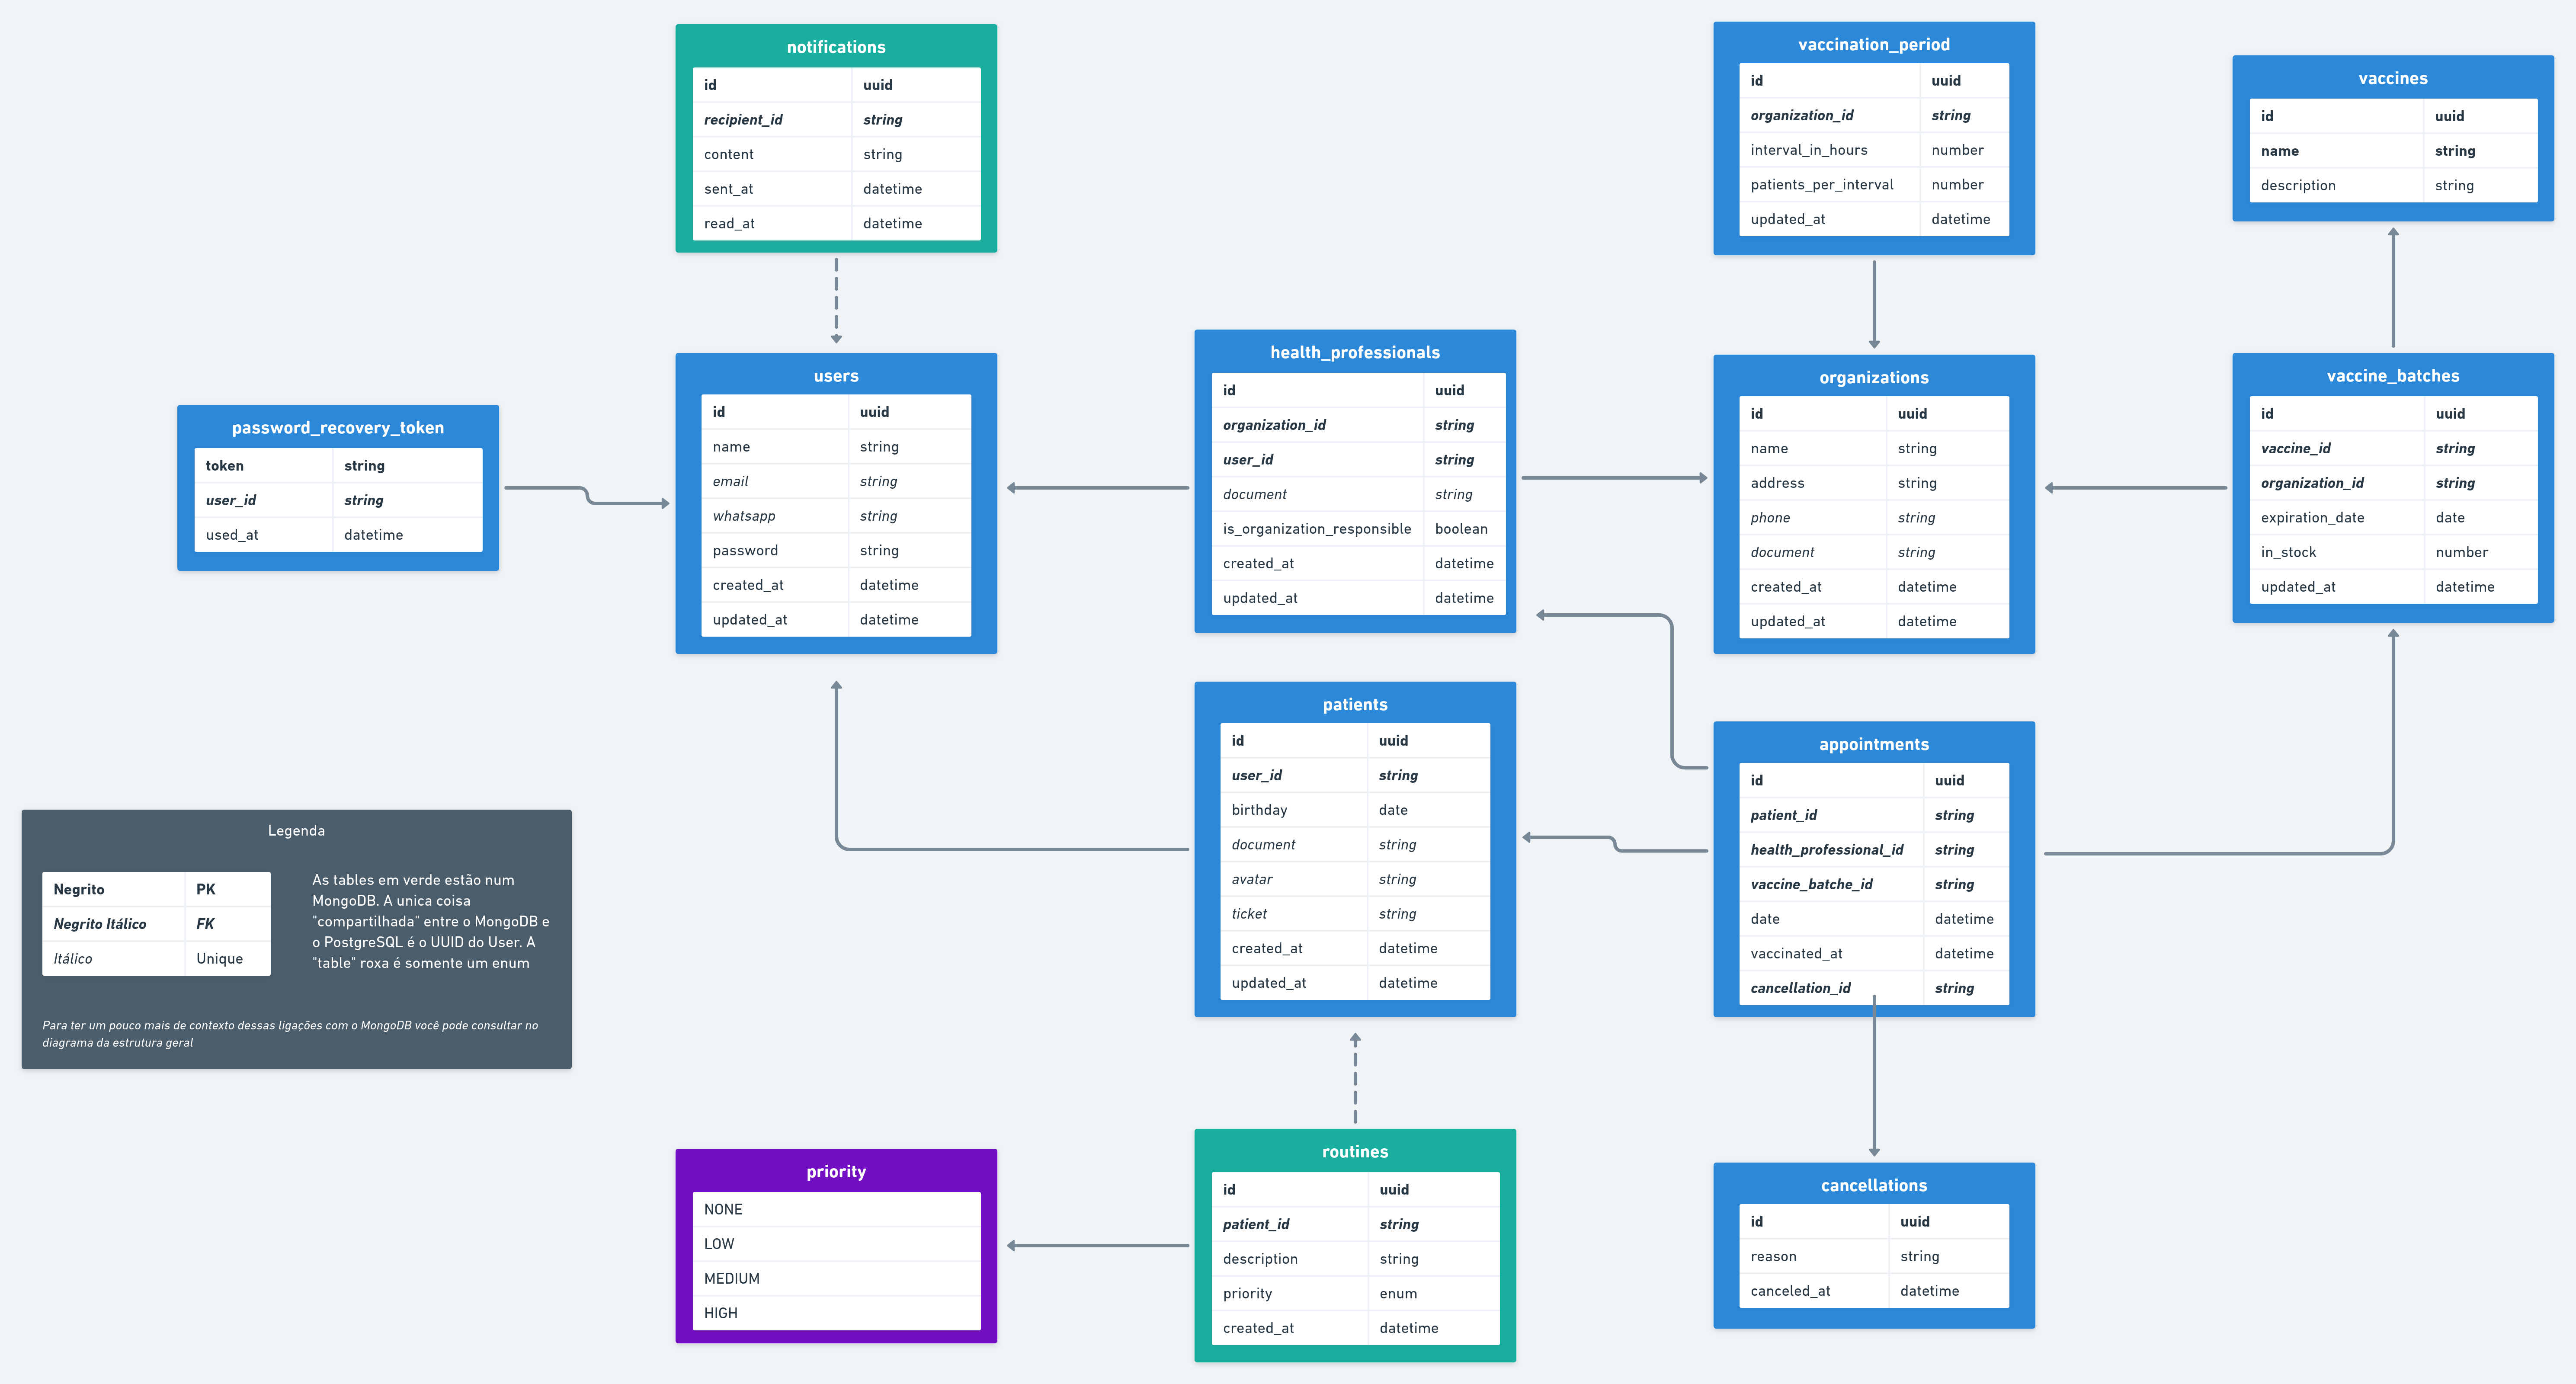 notifications
id uuid
recipient_id string
content string
sent_at datetime
read_at datetime
vaccination_period
id uuid
organization_id string
interval_in_hours number
patients_per_interval number
updated_at datetime
vaccines
id uuid
name string
description string
password_recovery_token
token string
user_id string
used_at datetime
users
id uuid
name string
email string
whatsapp string
password string
created_at datetime
updated_at datetime
health_professionals
id uuid
organization_id string
user_id string
document string
is_organization_responsible boolean
created_at datetime
updated_at datetime
organizations
id uuid
name string
address string
phone string
document string
created_at datetime
updated_at datetime
vaccine_batches
id uuid
vaccine_id string
organization_id string
expiration_date date
in_stock number
updated_at datetime
patients
id uuid
user_id string
birthday date
document string
avatar string
ticket string
created_at datetime
updated_at datetime
appointments
id uuid
patient_id string
health_professional_id string
vaccine_batche_id string
date datetime
vaccinated_at datetime
cancellation_id string
Legenda
Negrito PK
Negrito Itálico FK
Itálico Unique
As tables em verde estão num
MongoDB. A unica coisa
"compartilhada" entre o MongoDB e
o PostgreSQL é o UUID do User. A
"table" roxa é somente um enum
Para ter um pouco mais de contexto dessas ligações com o MongoDB você pode consultar no
diagrama da estrutura geral
priority
NONE
LOW
MEDIUM
HIGH
routines
id uuid
patient_id string
description string
priority enum
created_at datetime
cancellations
id uuid
reason string
canceled_at datetime